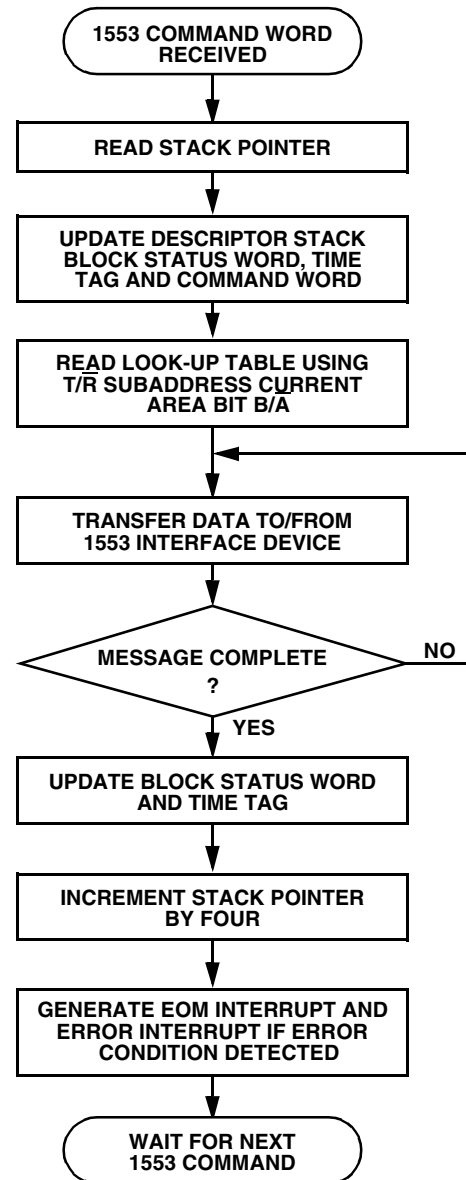 1553 COMMAND WORD
RECEIVED
READ STACK POINTER
UPDATE DESCRIPTOR STACK
BLOCK STATUS WORD, TIME
TAG AND COMMAND WORD
READ LOOK-UP TABLE USING
T/R̅ SUBADDRESS CURRENT
AREA BIT B/A̅
TRANSFER DATA TO/FROM
1553 INTERFACE DEVICE
MESSAGE COMPLETE
?
NO
YES
UPDATE BLOCK STATUS WORD
AND TIME TAG
INCREMENT STACK POINTER
BY FOUR
GENERATE EOM INTERRUPT AND
ERROR INTERRUPT IF ERROR
CONDITION DETECTED
WAIT FOR NEXT
1553 COMMAND